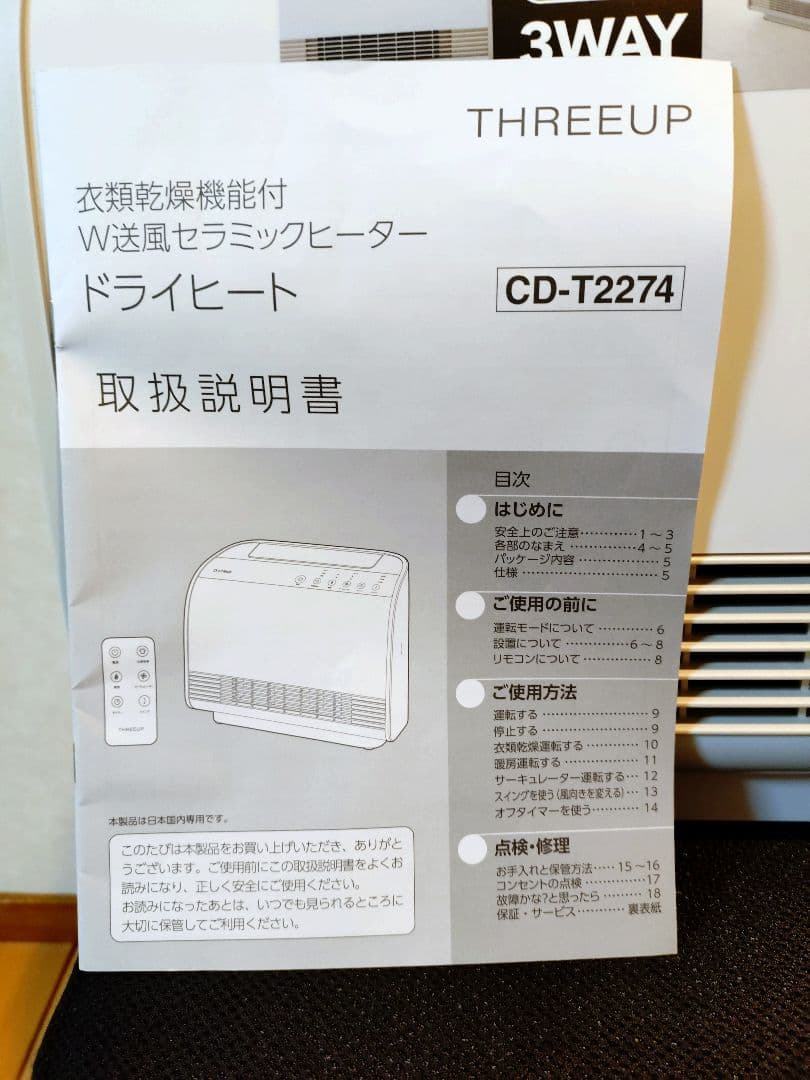 3WAY
THREEUP
衣類乾燥機能付
W送風セラミックヒーター
ドライヒート
CD-T2274
取扱説明書
目次
はじめに
安全上のご注意…………1～3
各部のなまえ……………4～5
パッケージ内容………………5
仕様……………………………5
ご使用の前に
運転モードについて…………6
設置について……………6～8
リモコンについて……………8
ご使用方法
運転する………………………9
停止する………………………9
衣類乾燥運転する…………10
暖房運転する………………11
サーキュレーター運転する…12
スイングを使う(風向きを変える)…13
オフタイマーを使う…………14
点検・修理
お手入れと保管方法……15～16
コンセントの点検…………17
故障かな?と思ったら………18
保証・サービス…………裏表紙
THREEUP
本製品は日本国内専用です。
このたびは本製品をお買い上げいただき、ありがと
うございます。ご使用前にこの取扱説明書をよくお
読みになり、正しく安全にご使用ください。
お読みになったあとは、いつでも見られるところに
大切に保管してご利用ください。